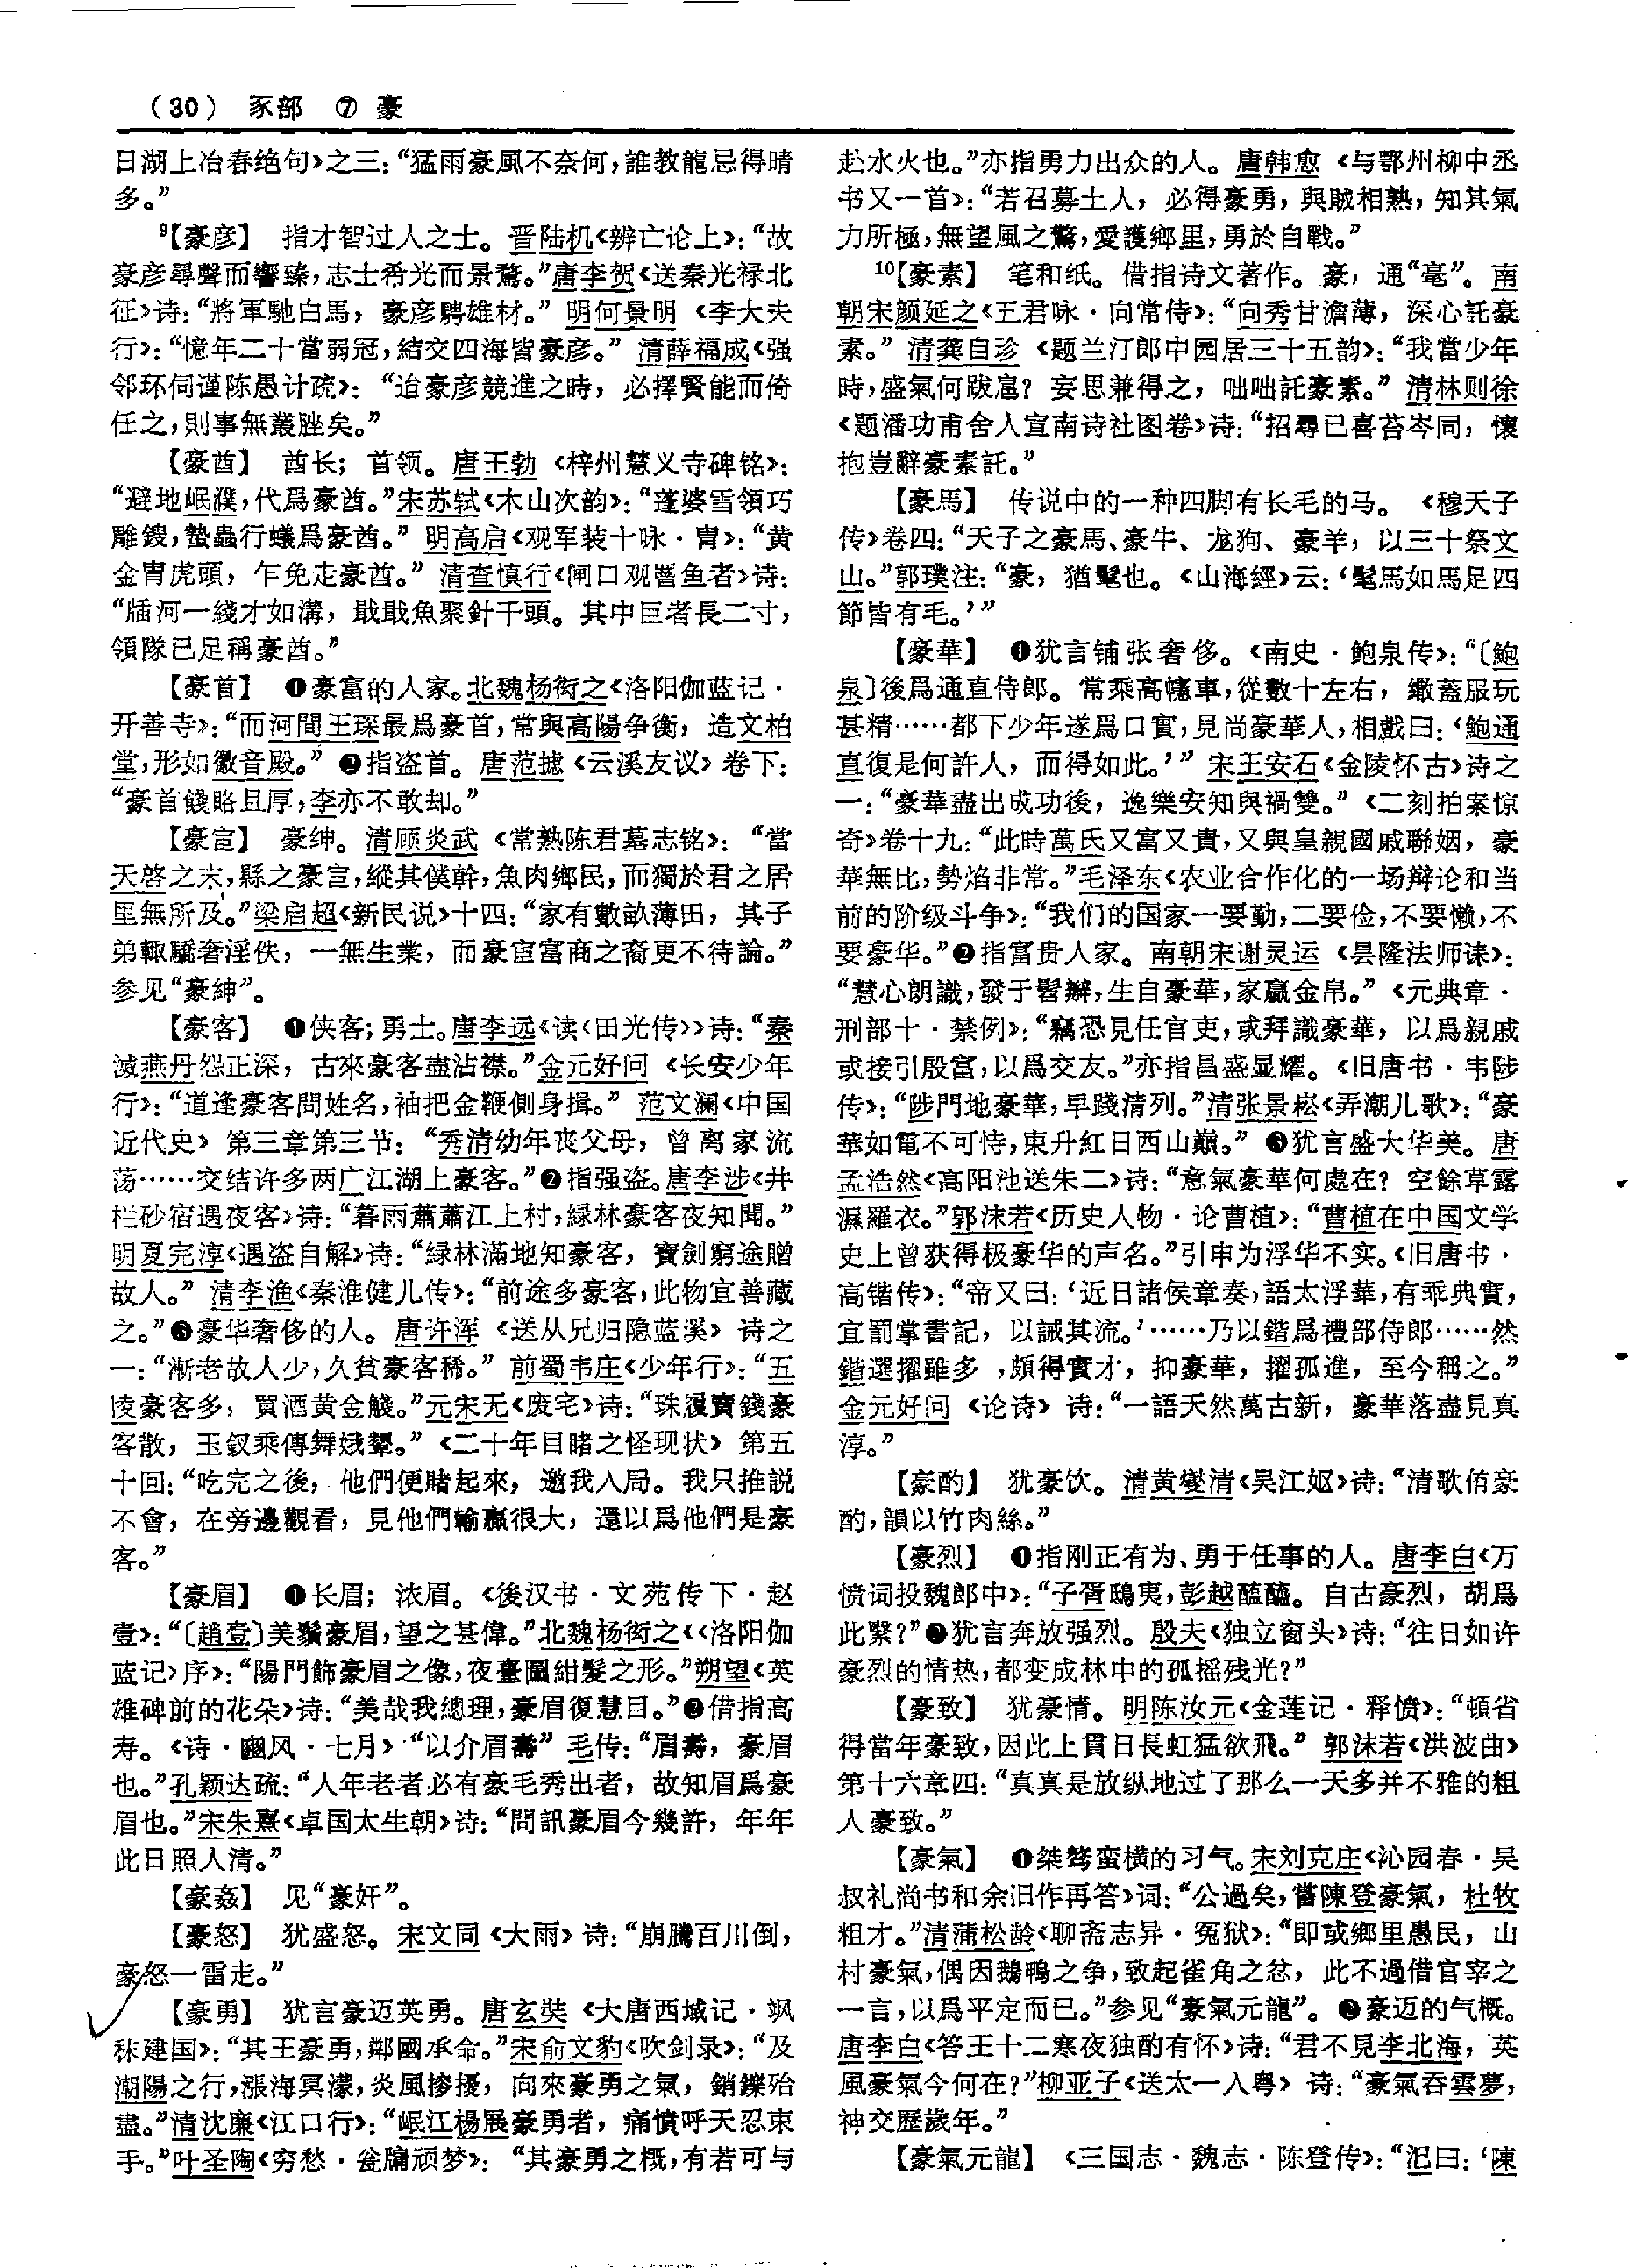 （30） 豕部 ⑦ 豪
日湖上冶春绝句》之三：“猛雨豪風不奈何，誰教龍忌得晴
多。”
⁹【豪彦】 指才智过人之士。晋陆机《辨亡论上》：“故
豪彦尋聲而響臻，志士希光而景騖。”唐李贺《送秦光禄北
征》诗：“將軍馳白馬，豪彦騁雄材。” 明何景明《李大夫
行》：“憶年二十當弱冠，結交四海皆豪彦。” 清薛福成《强
邻环伺谨陈愚计疏》：“迨豪彦競進之時，必擇賢能而倚
任之，則事無叢脞矣。”
【豪酋】 酋长；首领。唐王勃《梓州慧义寺碑铭》：
“避地岷濮，代爲豪酋。”宋苏轼《木山次韵》：“蓬婆雪領巧
雕鎪，蟄蟲行蟻爲豪酋。” 明高启《观军装十咏·胄》：“黄
金胄虎頭，乍免走豪酋。” 清查慎行《闸口观罾鱼者》诗：
“牐河一綫才如溝，戢戢魚聚針千頭。其中巨者長二寸，
領隊已足稱豪酋。”
【豪首】 ❶豪富的人家。北魏杨衒之《洛阳伽蓝记·
开善寺》：“而河間王琛最爲豪首，常與高陽争衡，造文柏
堂，形如徽音殿。” ❷指盗首。唐范摅《云溪友议》卷下：
“豪首餞賂且厚，李亦不敢却。”
【豪宦】 豪绅。清顾炎武《常熟陈君墓志铭》：“當
天啓之末，縣之豪宦，縱其僕幹，魚肉鄉民，而獨於君之居
里無所及。”梁启超《新民说》十四：“家有數畝薄田，其子
弟輒驕奢淫佚，一無生業，而豪宦富商之裔更不待論。”
参见“豪紳”。
【豪客】 ❶侠客；勇士。唐李远《读〈田光传〉》诗：“秦
滅燕丹怨正深，古來豪客盡沾襟。”金元好问《长安少年
行》：“道逢豪客問姓名，袖把金鞭側身揖。” 范文澜《中国
近代史》第三章第三节：“秀清幼年丧父母，曾离家流
荡……交结许多两广江湖上豪客。”❷指强盗。唐李涉《井
栏砂宿遇夜客》诗：“暮雨蕭蕭江上村，緑林豪客夜知聞。”
明夏完淳《遇盗自解》诗：“緑林滿地知豪客，寳劍窮途贈
故人。” 清李渔《秦淮健儿传》：“前途多豪客，此物宜善藏
之。”❸豪华奢侈的人。唐许浑《送从兄归隐蓝溪》诗之
一：“漸老故人少，久貧豪客稀。” 前蜀韦庄《少年行》：“五
陵豪客多，買酒黄金賤。”元宋无《废宅》诗：“珠履賣錢豪
客散，玉釵乘傳舞娥顰。”《二十年目睹之怪现状》第五
十回：“吃完之後，他們便賭起來，邀我入局。我只推説
不會，在旁邊觀看，見他們輸贏很大，還以爲他們是豪
客。”
【豪眉】 ❶长眉；浓眉。《後汉书·文苑传下·赵
壹》：“〔趙壹〕美鬚豪眉，望之甚偉。”北魏杨衒之《〈洛阳伽
蓝记〉序》：“陽門飾豪眉之像，夜臺圖紺髮之形。”朔望《英
雄碑前的花朵》诗：“美哉我總理，豪眉復慧目。”❷借指高
寿。《诗·豳风·七月》“以介眉壽” 毛传：“眉壽，豪眉
也。”孔颖达疏：“人年老者必有豪毛秀出者，故知眉爲豪
眉也。”宋朱熹《卓国太生朝》诗：“問訊豪眉今幾許，年年
此日照人清。”
【豪姦】 见“豪奸”。
【豪怒】 犹盛怒。宋文同《大雨》诗：“崩騰百川倒，
豪怒一雷走。”
【豪勇】 犹言豪迈英勇。唐玄奘《大唐西域记·飒
秣建国》：“其王豪勇，鄰國承命。”宋俞文豹《吹剑录》：“及
潮陽之行，漲海冥濛，炎風摻擾，向來豪勇之氣，銷鑠殆
盡。”清沈廉《江口行》：“岷江楊展豪勇者，痛憤呼天忍束
手。”叶圣陶《穷愁·瓮牖顽梦》：“其豪勇之概，有若可与
赴水火也。”亦指勇力出众的人。唐韩愈《与鄂州柳中丞
书又一首》：“若召募土人，必得豪勇，與賊相熟，知其氣
力所極，無望風之驚，愛護鄉里，勇於自戰。”
¹⁰【豪素】 笔和纸。借指诗文著作。豪，通“毫”。南
朝宋颜延之《五君咏·向常侍》：“向秀甘澹薄，深心託豪
素。” 清龚自珍《题兰汀郎中园居三十五韵》：“我當少年
時，盛氣何跋扈？妄思兼得之，咄咄託豪素。” 清林则徐
《题潘功甫舍人宣南诗社图卷》诗：“招尋已喜苔岑同，懷
抱豈辭豪素託。”
【豪馬】 传说中的一种四脚有长毛的马。《穆天子
传》卷四：“天子之豪馬、豪牛、龙狗、豪羊，以三十祭文
山。”郭璞注：“豪，猶髦也。《山海經》云：‘髦馬如馬足四
節皆有毛。’”
【豪華】 ❶犹言铺张奢侈。《南史·鲍泉传》：“〔鮑
泉〕後爲通直侍郎。常乘高幰車，從數十左右，繖蓋服玩
甚精……都下少年遂爲口實，見尚豪華人，相戲曰：‘鮑通
直復是何許人，而得如此。’” 宋王安石《金陵怀古》诗之
一：“豪華盡出成功後，逸樂安知與禍雙。”《二刻拍案惊
奇》卷十九：“此時萬氏又富又貴，又與皇親國戚聯姻，豪
華無比，勢焰非常。”毛泽东《农业合作化的一场辩论和当
前的阶级斗争》：“我们的国家一要勤，二要俭，不要懒，不
要豪华。”❷指富贵人家。南朝宋谢灵运《昙隆法师诔》：
“慧心朗識，發于髫辮，生自豪華，家贏金帛。”《元典章·
刑部十·禁例》：“竊恐見任官吏，或拜識豪華，以爲親戚
或接引殷富，以爲交友。”亦指昌盛显耀。《旧唐书·韦陟
传》：“陟門地豪華，早踐清列。”清张景崧《弄潮儿歌》：“豪
華如電不可恃，東升紅日西山巔。” ❸犹言盛大华美。唐
孟浩然《高阳池送朱二》诗：“意氣豪華何處在？空餘草露
濕羅衣。”郭沫若《历史人物·论曹植》：“曹植在中国文学
史上曾获得极豪华的声名。”引申为浮华不实。《旧唐书·
高锴传》：“帝又曰：‘近日諸侯章奏，語太浮華，有乖典實，
宜罰掌書記，以誡其流。’……乃以鍇爲禮部侍郎……然
鍇選擢雖多，頗得實才，抑豪華，擢孤進，至今稱之。”
金元好问《论诗》诗：“一語天然萬古新，豪華落盡見真
淳。”
【豪酌】 犹豪饮。清黄燮清《吴江妪》诗：“清歌侑豪
酌，韻以竹肉絲。”
【豪烈】 ❶指刚正有为、勇于任事的人。唐李白《万
愤词投魏郎中》：“子胥鴟夷，彭越醢醢。自古豪烈，胡爲
此繄？”❷犹言奔放强烈。殷夫《独立窗头》诗：“往日如许
豪烈的情热，都变成林中的孤摇残光？”
【豪致】 犹豪情。明陈汝元《金莲记·释愤》：“頓省
得當年豪致，因此上貫日長虹猛欲飛。” 郭沫若《洪波曲》
第十六章四：“真真是放纵地过了那么一天多并不雅的粗
人豪致。”
【豪氣】 ❶桀骜蛮横的习气。宋刘克庄《沁园春·吴
叔礼尚书和余旧作再答》词：“公過矣，嘗陳登豪氣，杜牧
粗才。”清蒲松龄《聊斋志异·冤狱》：“即或鄉里愚民，山
村豪氣，偶因鵝鴨之争，致起雀角之忿，此不過借官宰之
一言，以爲平定而已。”参见“豪氣元龍”。❷豪迈的气概。
唐李白《答王十二寒夜独酌有怀》诗：“君不見李北海，英
風豪氣今何在？”柳亚子《送太一入粤》诗：“豪氣吞雲夢，
神交歷歲年。”
【豪氣元龍】 《三国志·魏志·陈登传》：“汜曰：‘陳